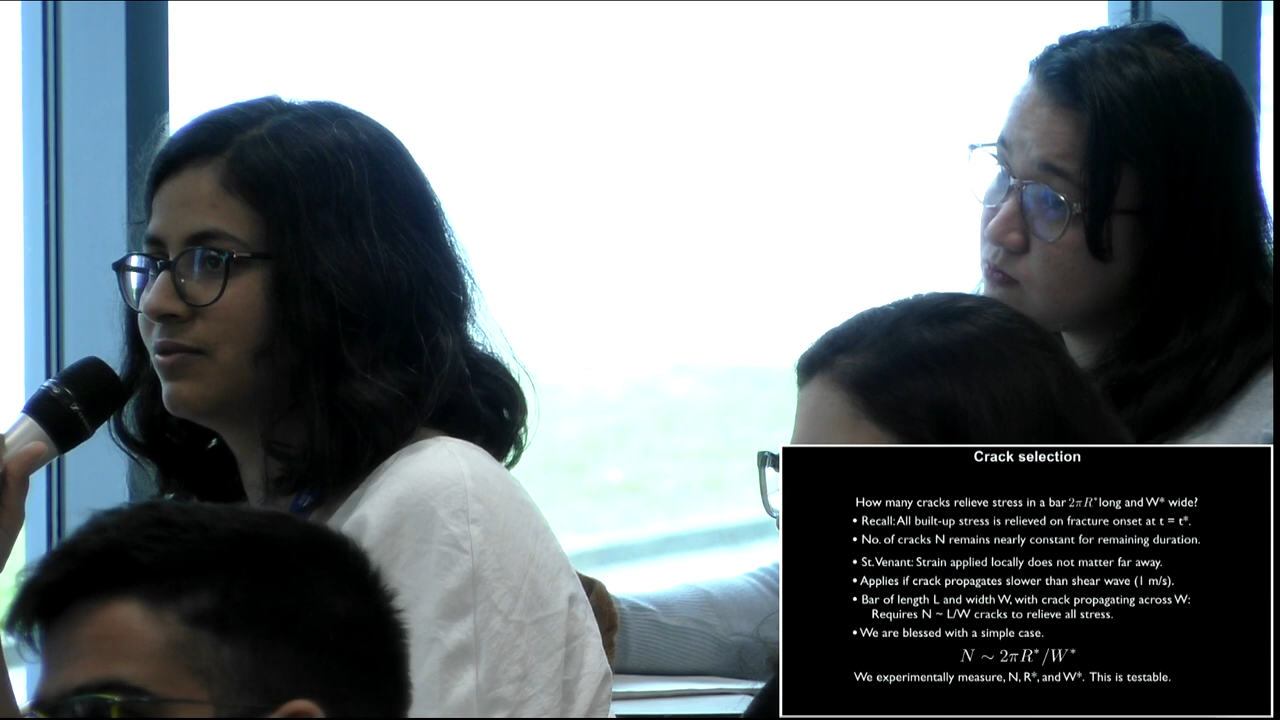 Crack selection
How many cracks relieve stress in a bar 2πR* long and W* wide?
• Recall: All built-up stress is relieved on fracture onset at t = t*.
• No. of cracks N remains nearly constant for remaining duration.
• St. Venant: Strain applied locally does not matter far away.
• Applies if crack propagates slower than shear wave (1 m/s).
• Bar of length L and width W, with crack propagating across W:
Requires N ~ L/W cracks to relieve all stress.
• We are blessed with a simple case.
N ∼ 2πR*/W*
We experimentally measure, N, R*, and W*. This is testable.